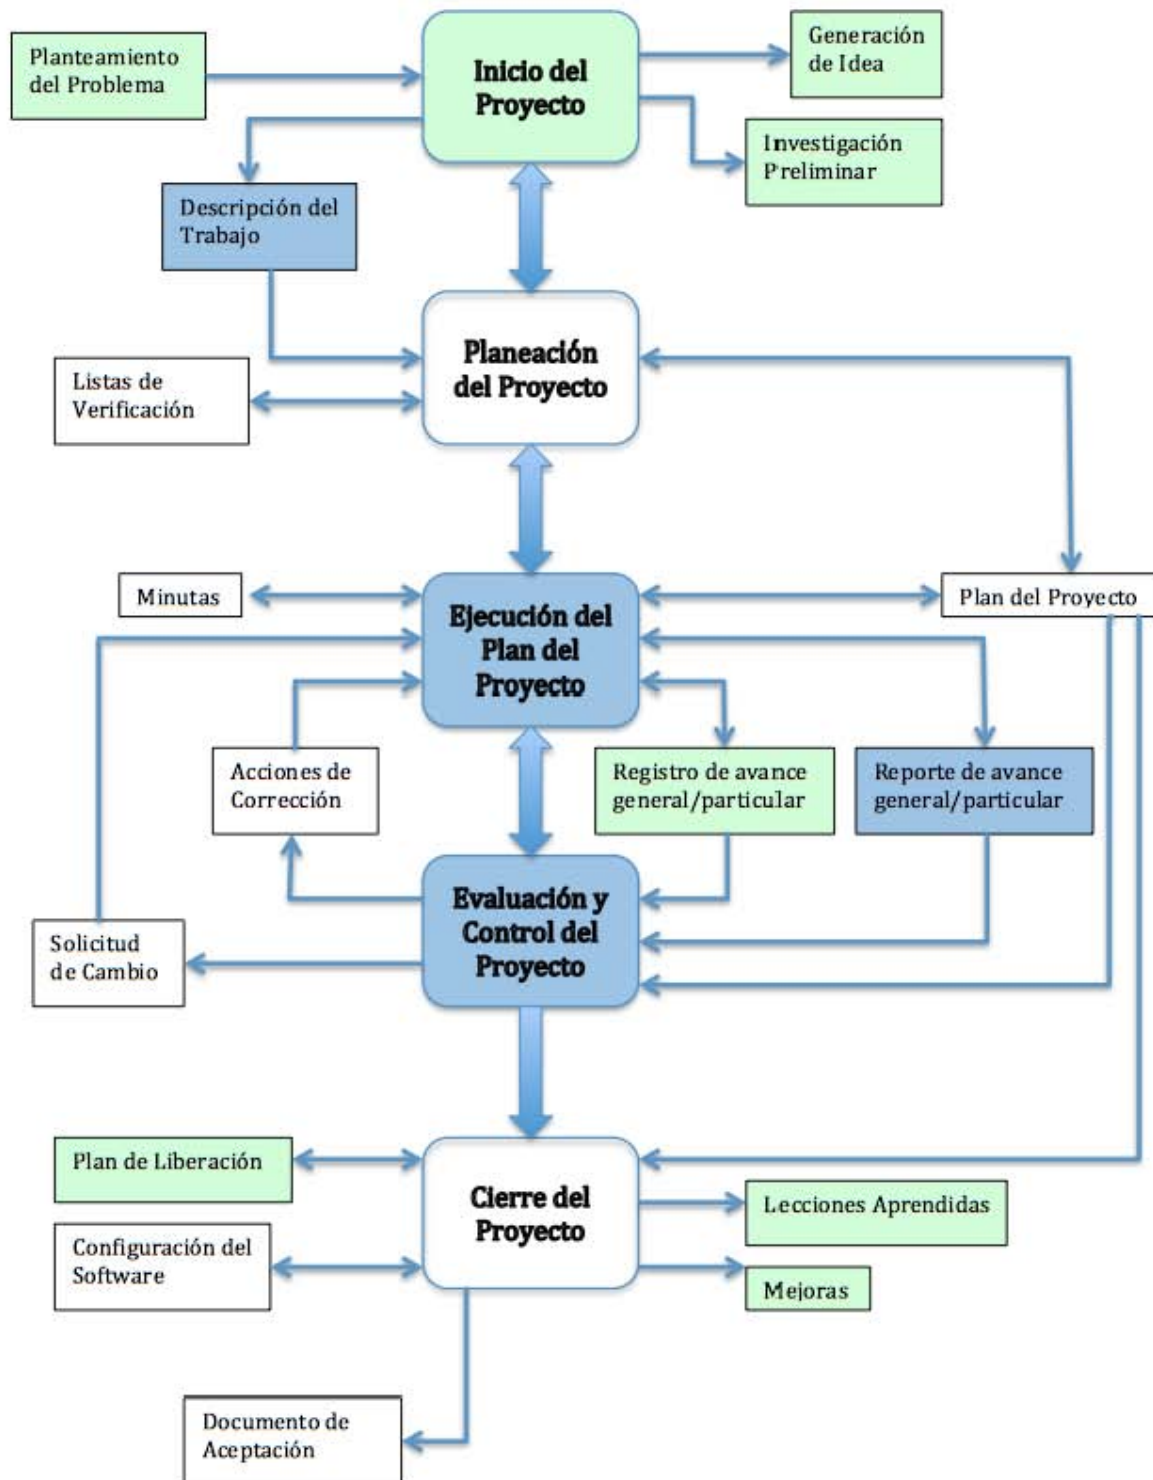 Planteamiento
del Problema
Inicio del
Proyecto
Generación
de Idea
Investigación
Preliminar
Descripción del
Trabajo
Planeación
del Proyecto
Listas de
Verificación
Minutas
Ejecución del
Plan del
Proyecto
Plan del Proyecto
Acciones de
Corrección
Registro de avance
general/particular
Reporte de avance
general/particular
Evaluación y
Control del
Proyecto
Solicitud
de Cambio
Plan de Liberación
Cierre del
Proyecto
Lecciones Aprendidas
Configuración del
Software
Mejoras
Documento de
Aceptación